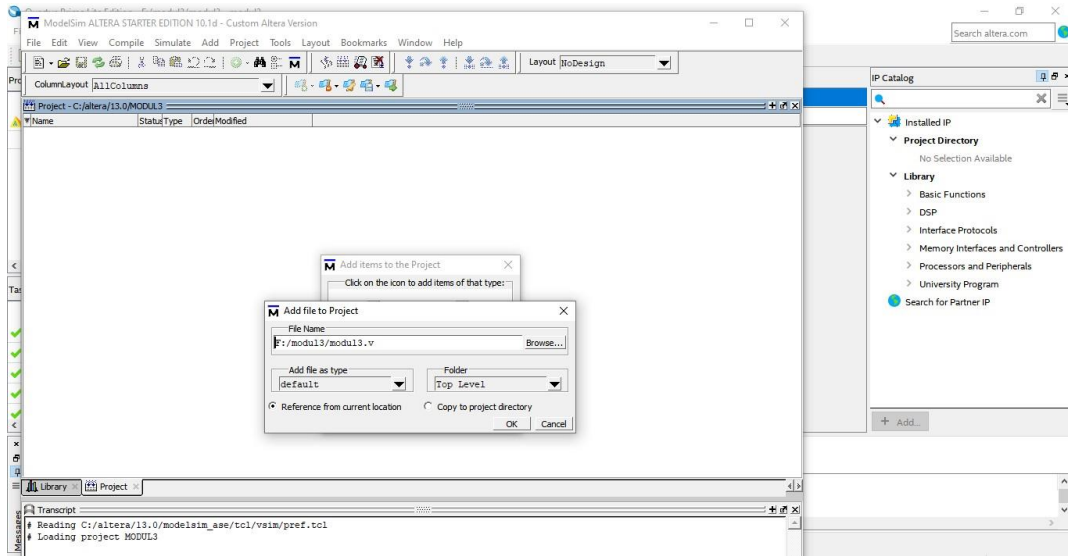 ModelSim ALTERA STARTER EDITION 10.1d - Custom Altera Version
Search altera.com
File Edit View Compile Simulate Add Project Tools Layout Bookmarks Window Help
Layout NoDesign
ColumnLayout AllColumns
IP Catalog
Project - C:/altera/13.0/MODUL3
Name Status Type Order Modified
Installed IP
Project Directory
No Selection Available
Library
Basic Functions
DSP
Interface Protocols
Memory Interfaces and Controllers
Processors and Peripherals
University Program
Search for Partner IP
+ Add...
Add items to the Project
Click on the icon to add items of that type:
Add file to Project
File Name
F:/modul3/modul3.v
Browse...
Add file as type
Folder
default
Top Level
Reference from current location
Copy to project directory
OK Cancel
Library
Project
Transcript
# Reading C:/altera/13.0/modelsim_ase/tcl/vsim/pref.tcl
# Loading project MODUL3
Messages